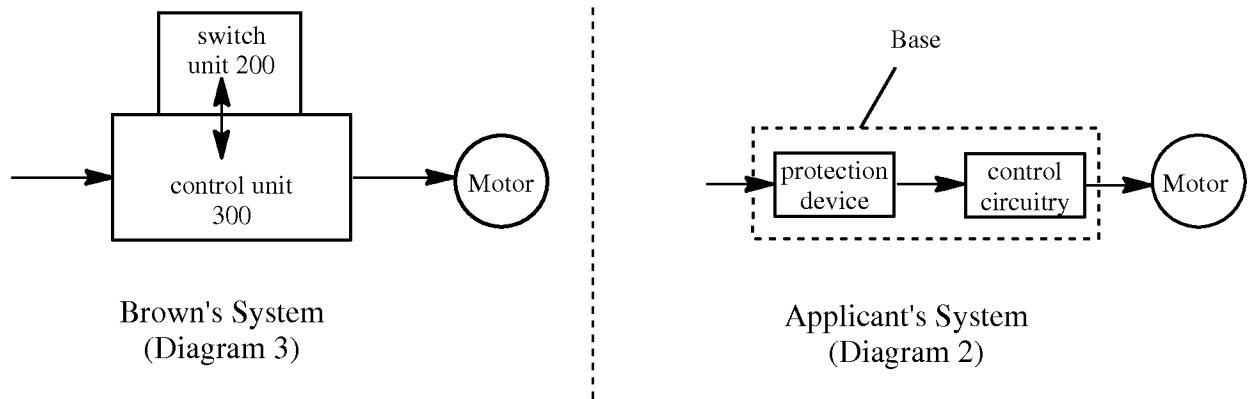 switch
unit 200
control unit
300
Motor
Brown's System
(Diagram 3)
Base
protection
device
control
circuitry
Motor
Applicant's System
(Diagram 2)